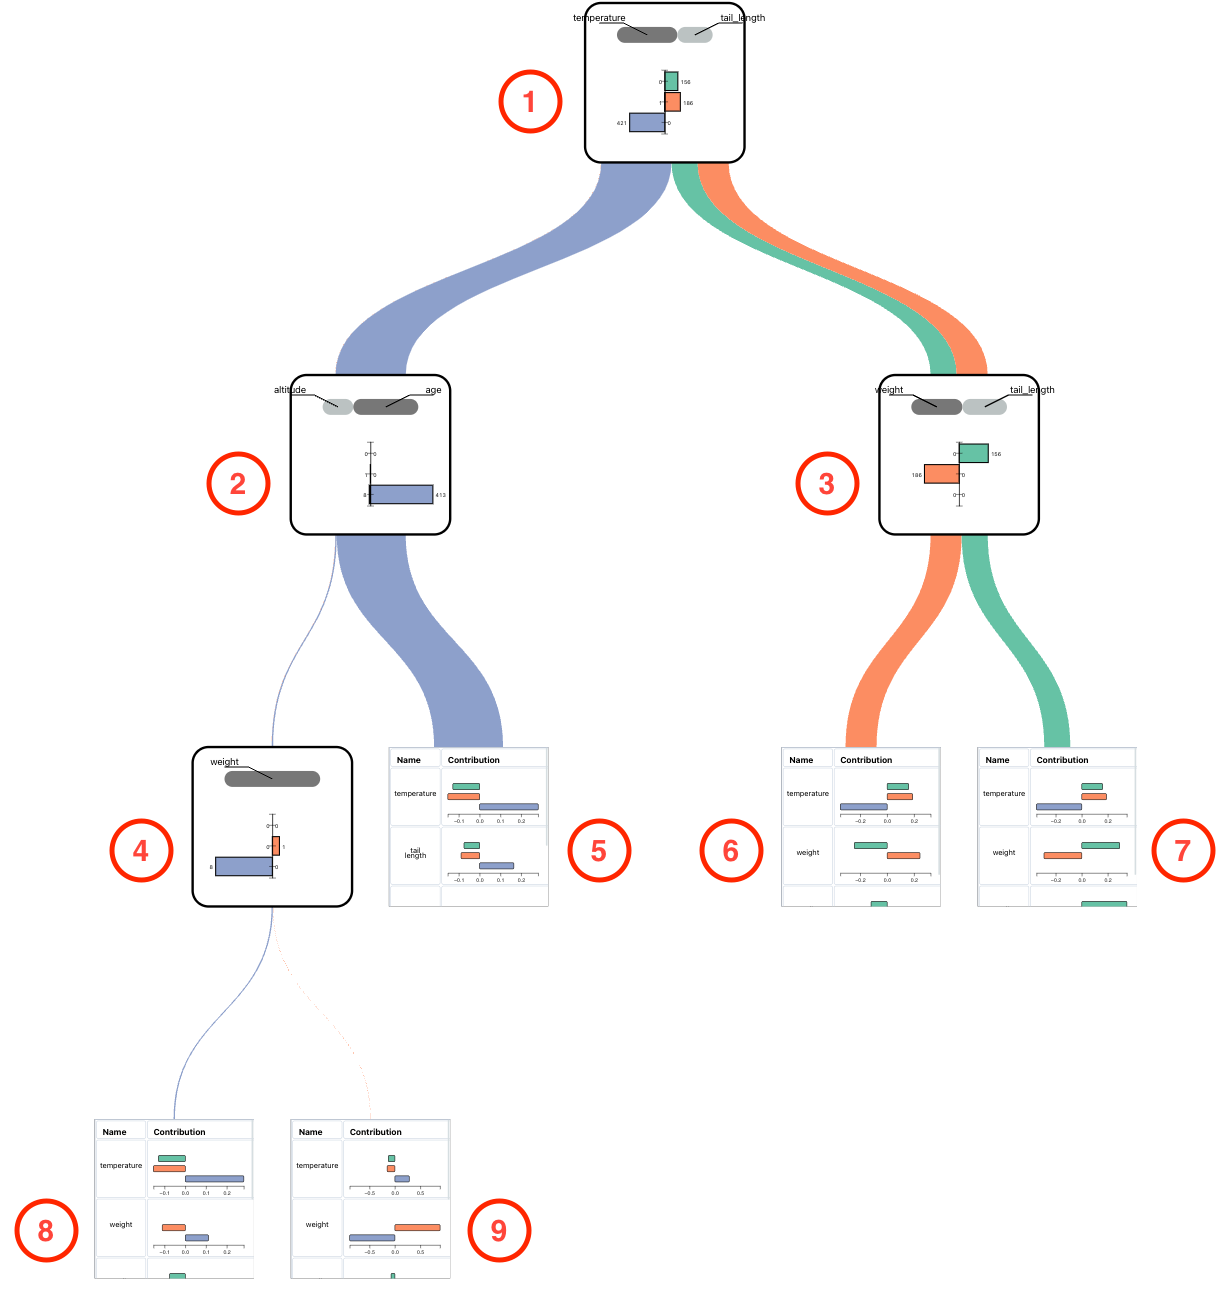 temperature tail_length
0 156
1 186
421 0
1
altitude age
0 0
1 0
8 413
2
weight tail_length
0 156
186 0
0 0
3
weight
0 0
0 1
8 0
4
Name Contribution
temperature
−0.1 0.0 0.1 0.2
tail
length
−0.1 0.0 0.1 0.2
5
6
Name Contribution
temperature
−0.2 0.0 0.2
weight
−0.2 0.0 0.2
Name Contribution
temperature
−0.2 0.0 0.2
weight
−0.2 0.0 0.2
7
Name Contribution
temperature
−0.1 0.0 0.1 0.2
weight
−0.1 0.0 0.1 0.2
8
Name Contribution
temperature
−0.5 0.0 0.5
weight
−0.5 0.0 0.5
9